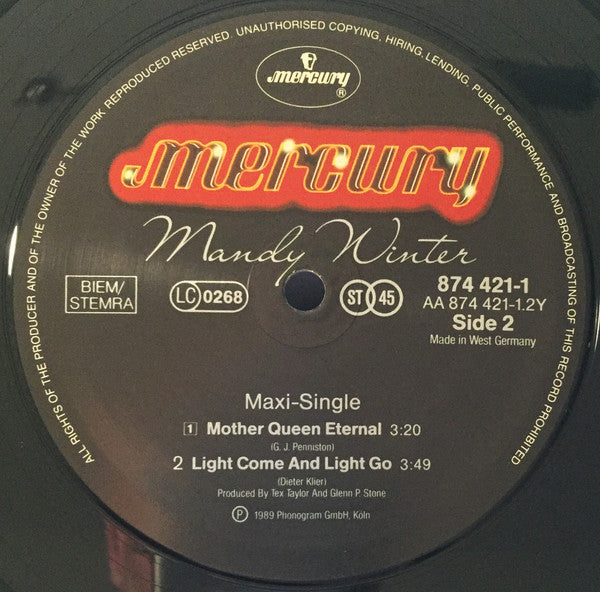 ALL RIGHTS OF THE PRODUCER AND OF THE OWNER OF THE WORK REPRODUCED RESERVED. UNAUTHORISED COPYING, HIRING, LENDING, PUBLIC PERFORMANCE AND BROADCASTING OF THIS RECORD PROHIBITED
mercury
®
mercury
Mandy Winter
BIEM/
STEMRA
LC 0268
ST 45
874 421-1
AA 874 421-1.2Y
Side 2
Made in West Germany
Maxi-Single
1 Mother Queen Eternal 3:20
(G. J. Penniston)
2 Light Come And Light Go 3:49
(Dieter Klier)
Produced By Tex Taylor And Glenn P. Stone
℗ 1989 Phonogram GmbH, Köln